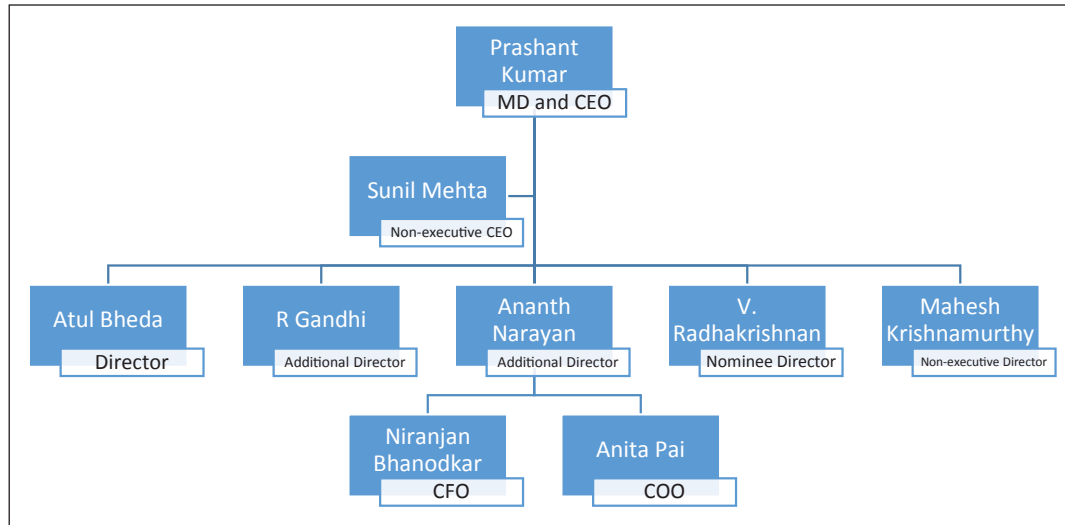 Prashant
Kumar
MD and CEO
Sunil Mehta
Non-executive CEO
Atul Bheda
Director
R Gandhi
Additional Director
Ananth
Narayan
Additional Director
V.
Radhakrishnan
Nominee Director
Mahesh
Krishnamurthy
Non-executive Director
Niranjan
Bhanodkar
CFO
Anita Pai
COO